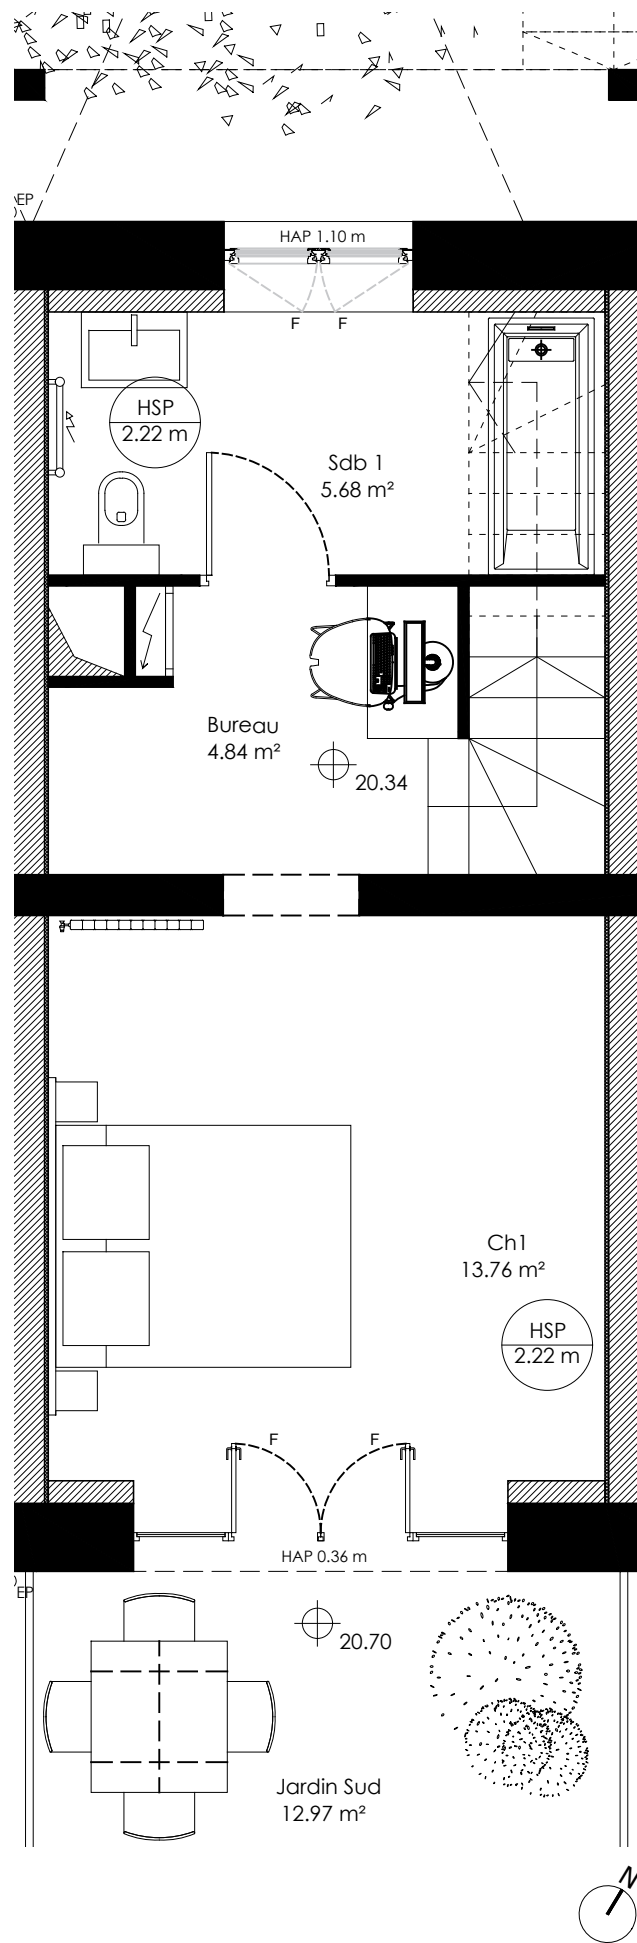 EP
HAP 1.10 m
F F
HSP
2.22 m
Sdb 1
5.68 m²
Bureau
4.84 m²
20.34
Ch1
13.76 m²
HSP
2.22 m
F F
HAP 0.36 m
EP
20.70
Jardin Sud
12.97 m²
N